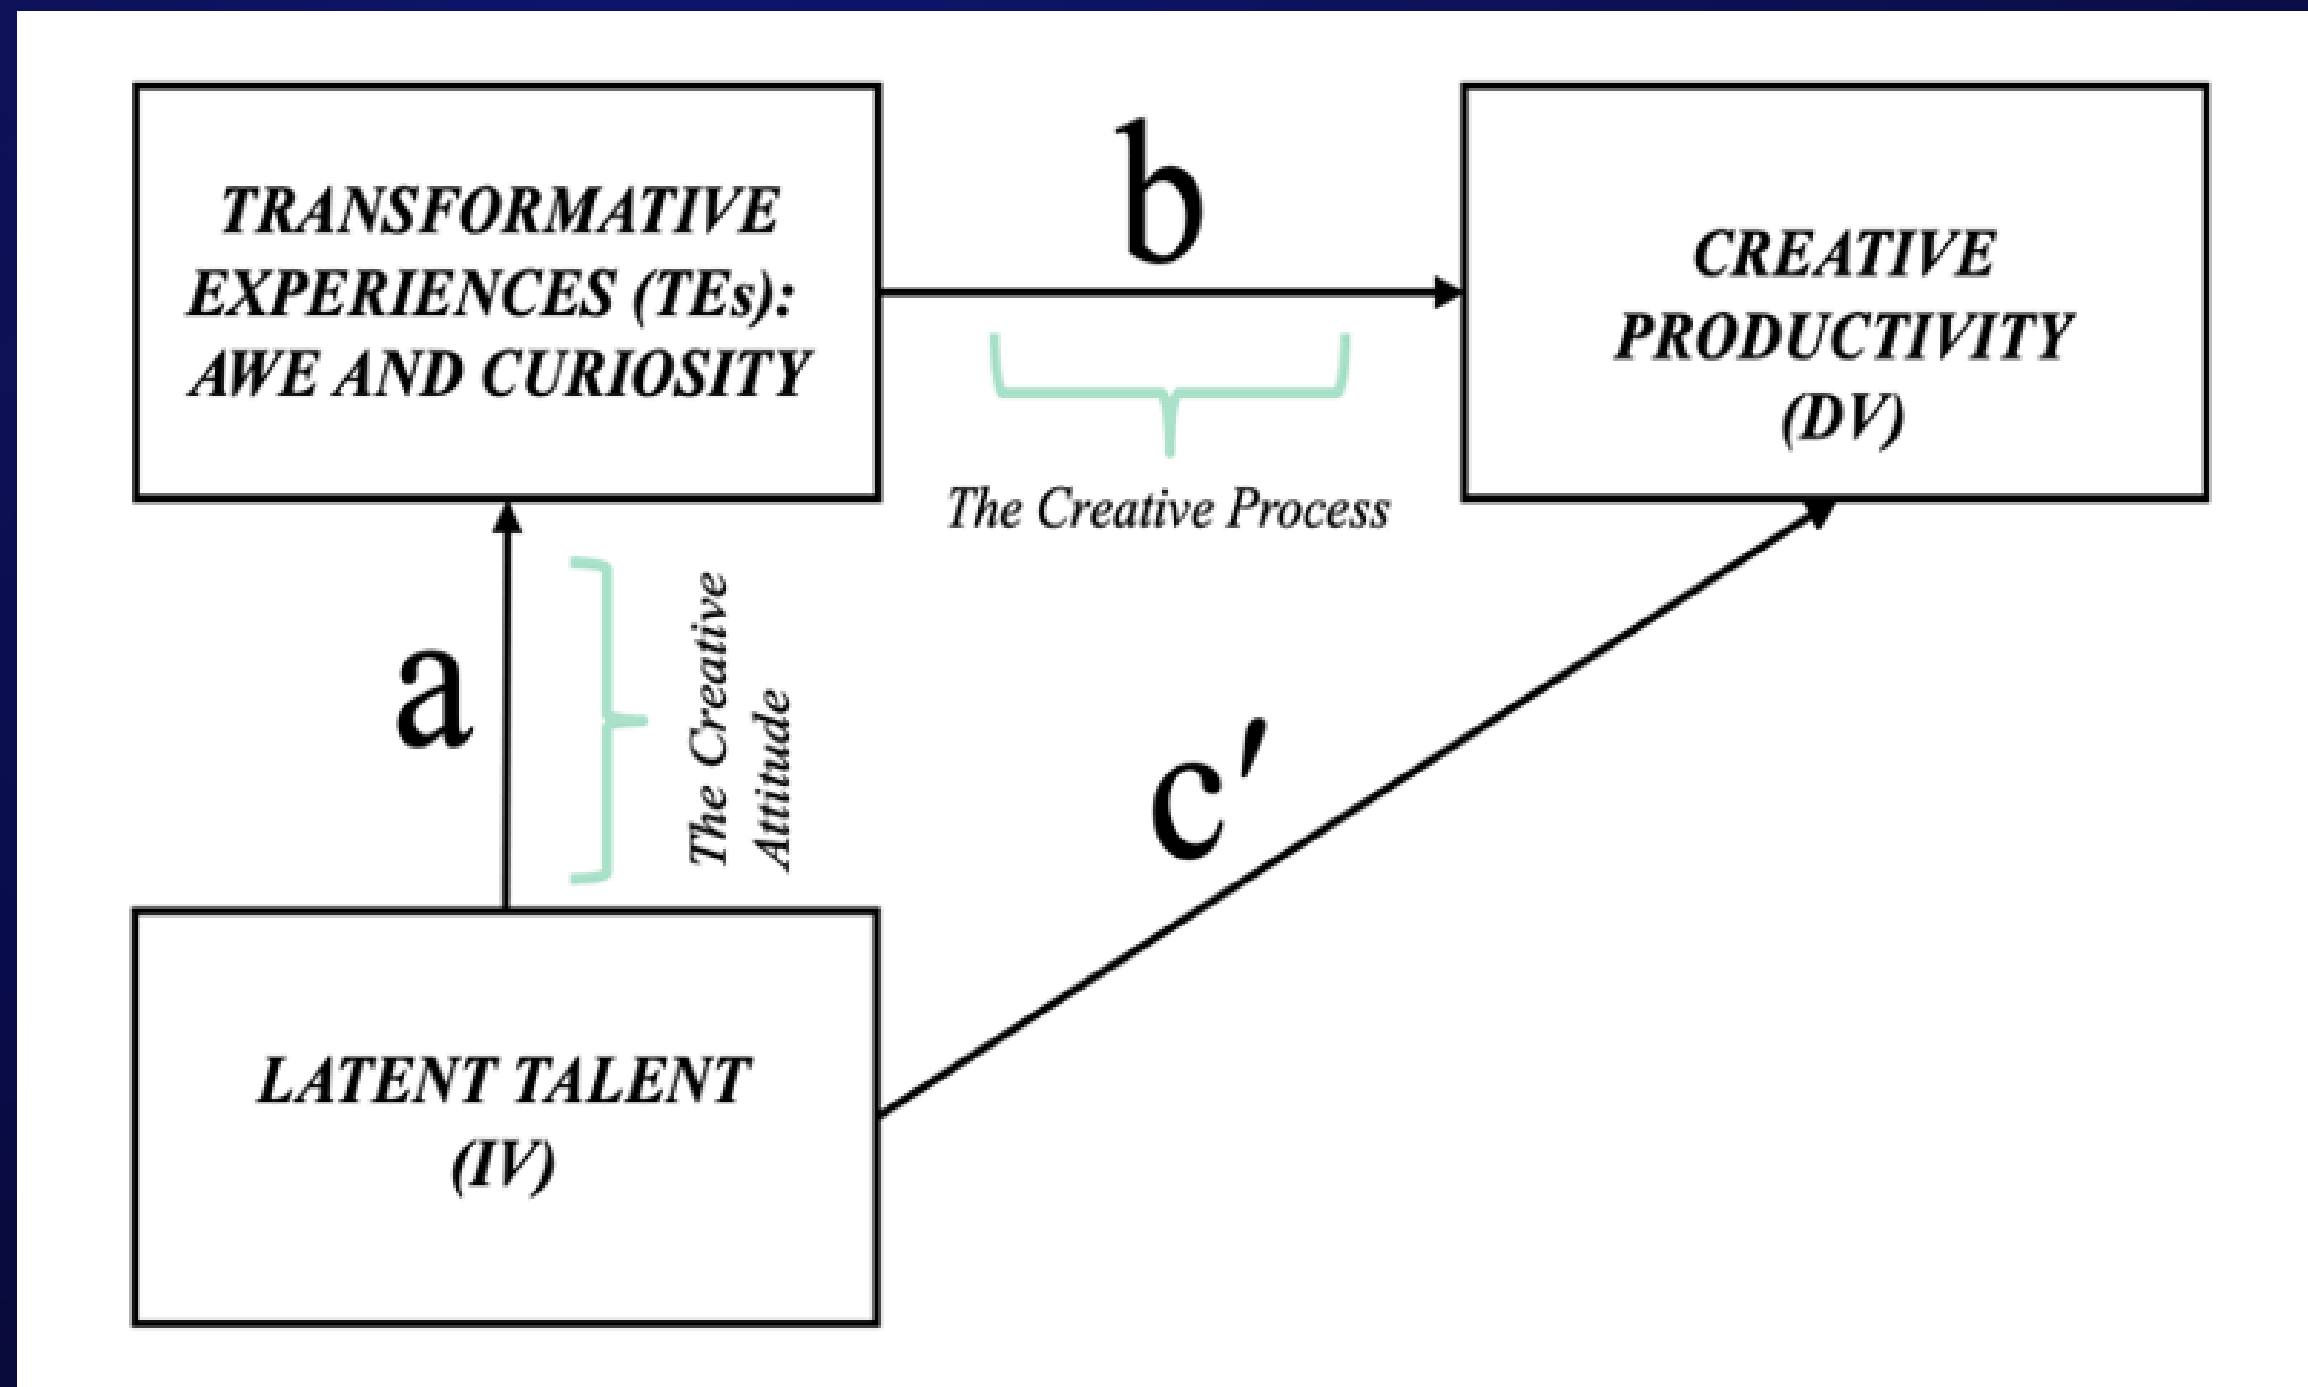 TRANSFORMATIVE
EXPERIENCES (TEs):
AWE AND CURIOSITY
b
The Creative Process
CREATIVE
PRODUCTIVITY
(DV)
a
The Creative
Attitude
c'
LATENT TALENT
(IV)